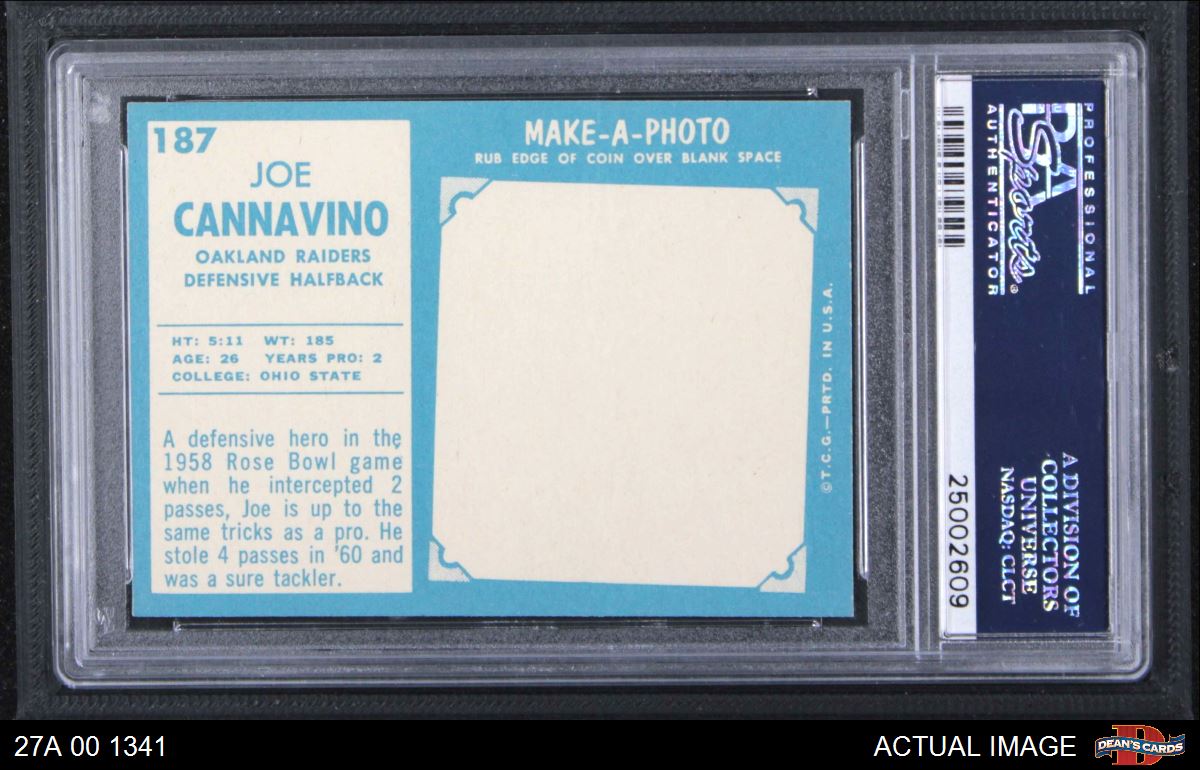 187
JOE
CANNAVINO
OAKLAND RAIDERS
DEFENSIVE HALFBACK
HT: 5:11 WT: 185
AGE: 26 YEARS PRO: 2
COLLEGE: OHIO STATE
A defensive hero in the
1958 Rose Bowl game
when he intercepted 2
passes, Joe is up to the
same tricks as a pro. He
stole 4 passes in '60 and
was a sure tackler.
MAKE-A-PHOTO
RUB EDGE OF COIN OVER BLANK SPACE
©T.C.G.—PRTD. IN U.S.A.
PROFESSIONAL
PSA
Sports®
AUTHENTICATOR
A DIVISION OF
COLLECTORS
UNIVERSE
NASDAQ: CLCT
25002609
27A 00 1341
ACTUAL IMAGE
DEAN'S CARDS